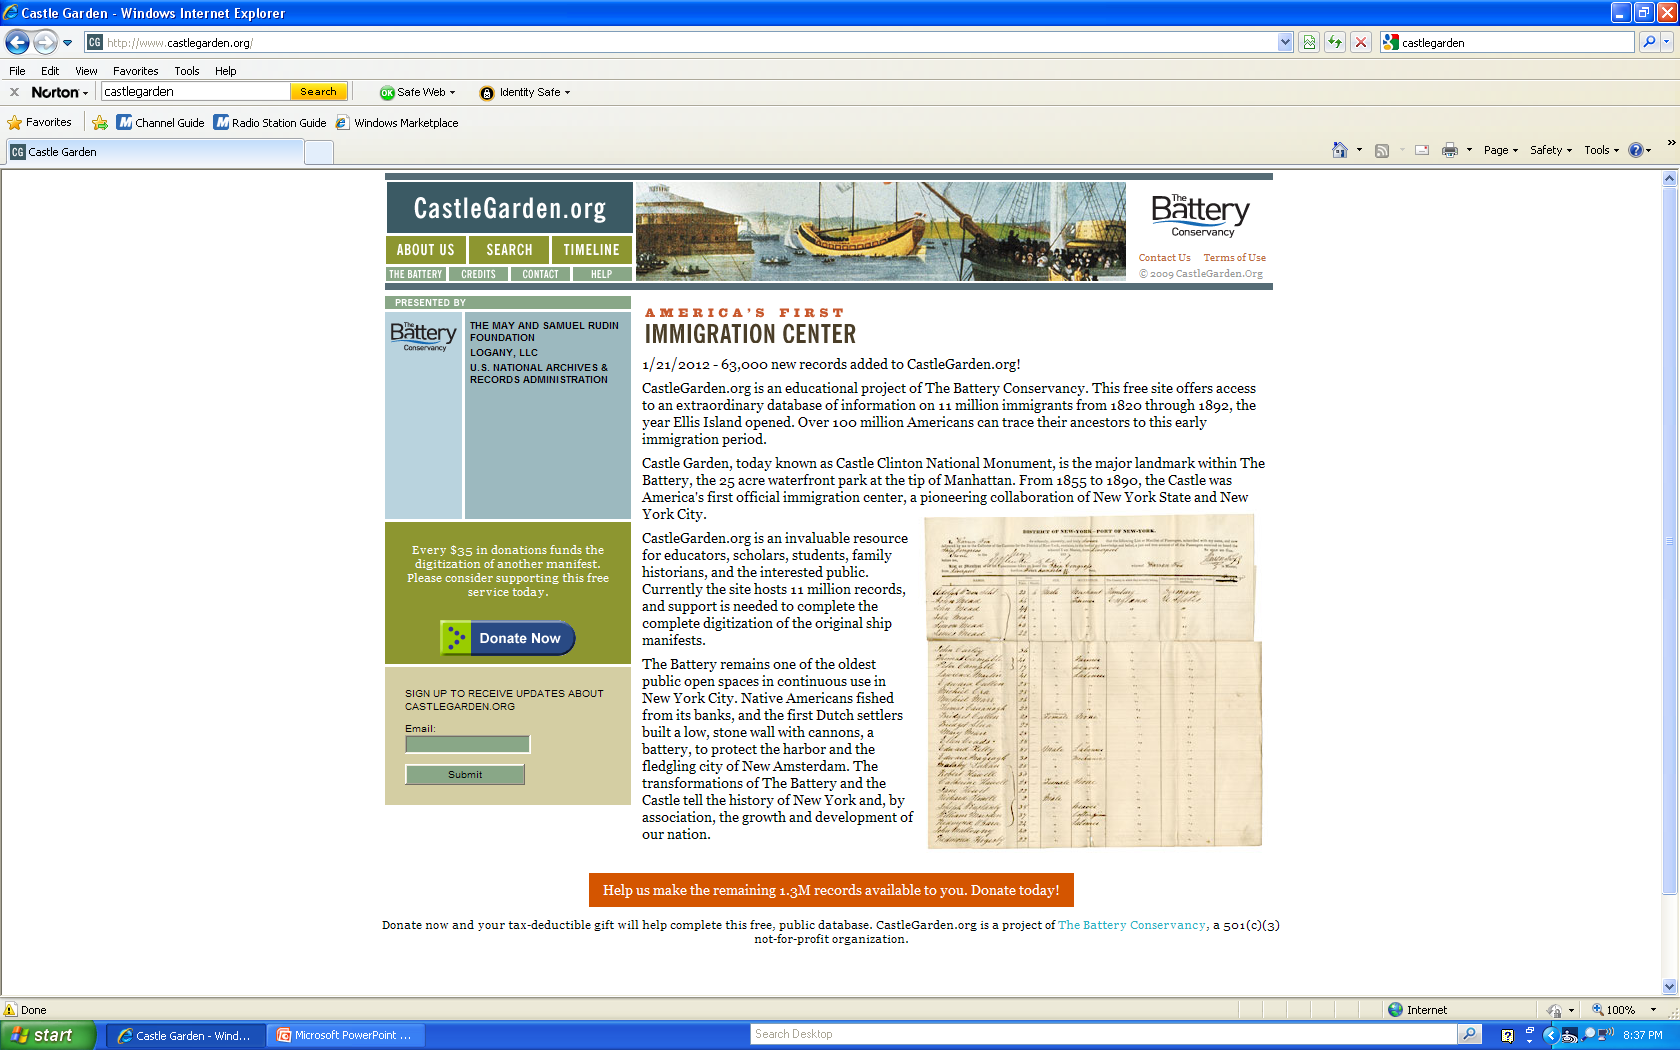 Castle Garden - Windows Internet Explorer
CG http://www.castlegarden.org/
castlegarden
File Edit View Favorites Tools Help
x Norton castlegarden Search OK Safe Web Identity Safe
Favorites Channel Guide Radio Station Guide Windows Marketplace
CG Castle Garden
Page Safety Tools
CastleGarden.org
ABOUT US SEARCH TIMELINE
THE BATTERY CREDITS CONTACT HELP
The Battery Conservancy
Contact Us Terms of Use
© 2009 CastleGarden.Org
PRESENTED BY
The Battery Conservancy
THE MAY AND SAMUEL RUDIN
FOUNDATION
LOGANY, LLC
U.S. NATIONAL ARCHIVES &
RECORDS ADMINISTRATION
Every $35 in donations funds the
digitization of another manifest.
Please consider supporting this free
service today.
Donate Now
SIGN UP TO RECEIVE UPDATES ABOUT
CASTLEGARDEN.ORG
Email:
Submit
AMERICA'S FIRST
IMMIGRATION CENTER
1/21/2012 - 63,000 new records added to CastleGarden.org!
CastleGarden.org is an educational project of The Battery Conservancy. This free site offers access
to an extraordinary database of information on 11 million immigrants from 1820 through 1892, the
year Ellis Island opened. Over 100 million Americans can trace their ancestors to this early
immigration period.
Castle Garden, today known as Castle Clinton National Monument, is the major landmark within The
Battery, the 25 acre waterfront park at the tip of Manhattan. From 1855 to 1890, the Castle was
America's first official immigration center, a pioneering collaboration of New York State and New
York City.
CastleGarden.org is an invaluable resource
for educators, scholars, students, family
historians, and the interested public.
Currently the site hosts 11 million records,
and support is needed to complete the
complete digitization of the original ship
manifests.
The Battery remains one of the oldest
public open spaces in continuous use in
New York City. Native Americans fished
from its banks, and the first Dutch settlers
built a low, stone wall with cannons, a
battery, to protect the harbor and the
fledgling city of New Amsterdam. The
transformations of The Battery and the
Castle tell the history of New York and, by
association, the growth and development of
our nation.
DISTRICT OF NEW-YORK - PORT OF NEW-YORK.
Help us make the remaining 1.3M records available to you. Donate today!
Donate now and your tax-deductible gift will help complete this free, public database. CastleGarden.org is a project of The Battery Conservancy, a 501(c)(3)
not-for-profit organization.
Done Internet 100%
start Castle Garden - Wind... Microsoft PowerPoint ... Search Desktop 8:37 PM